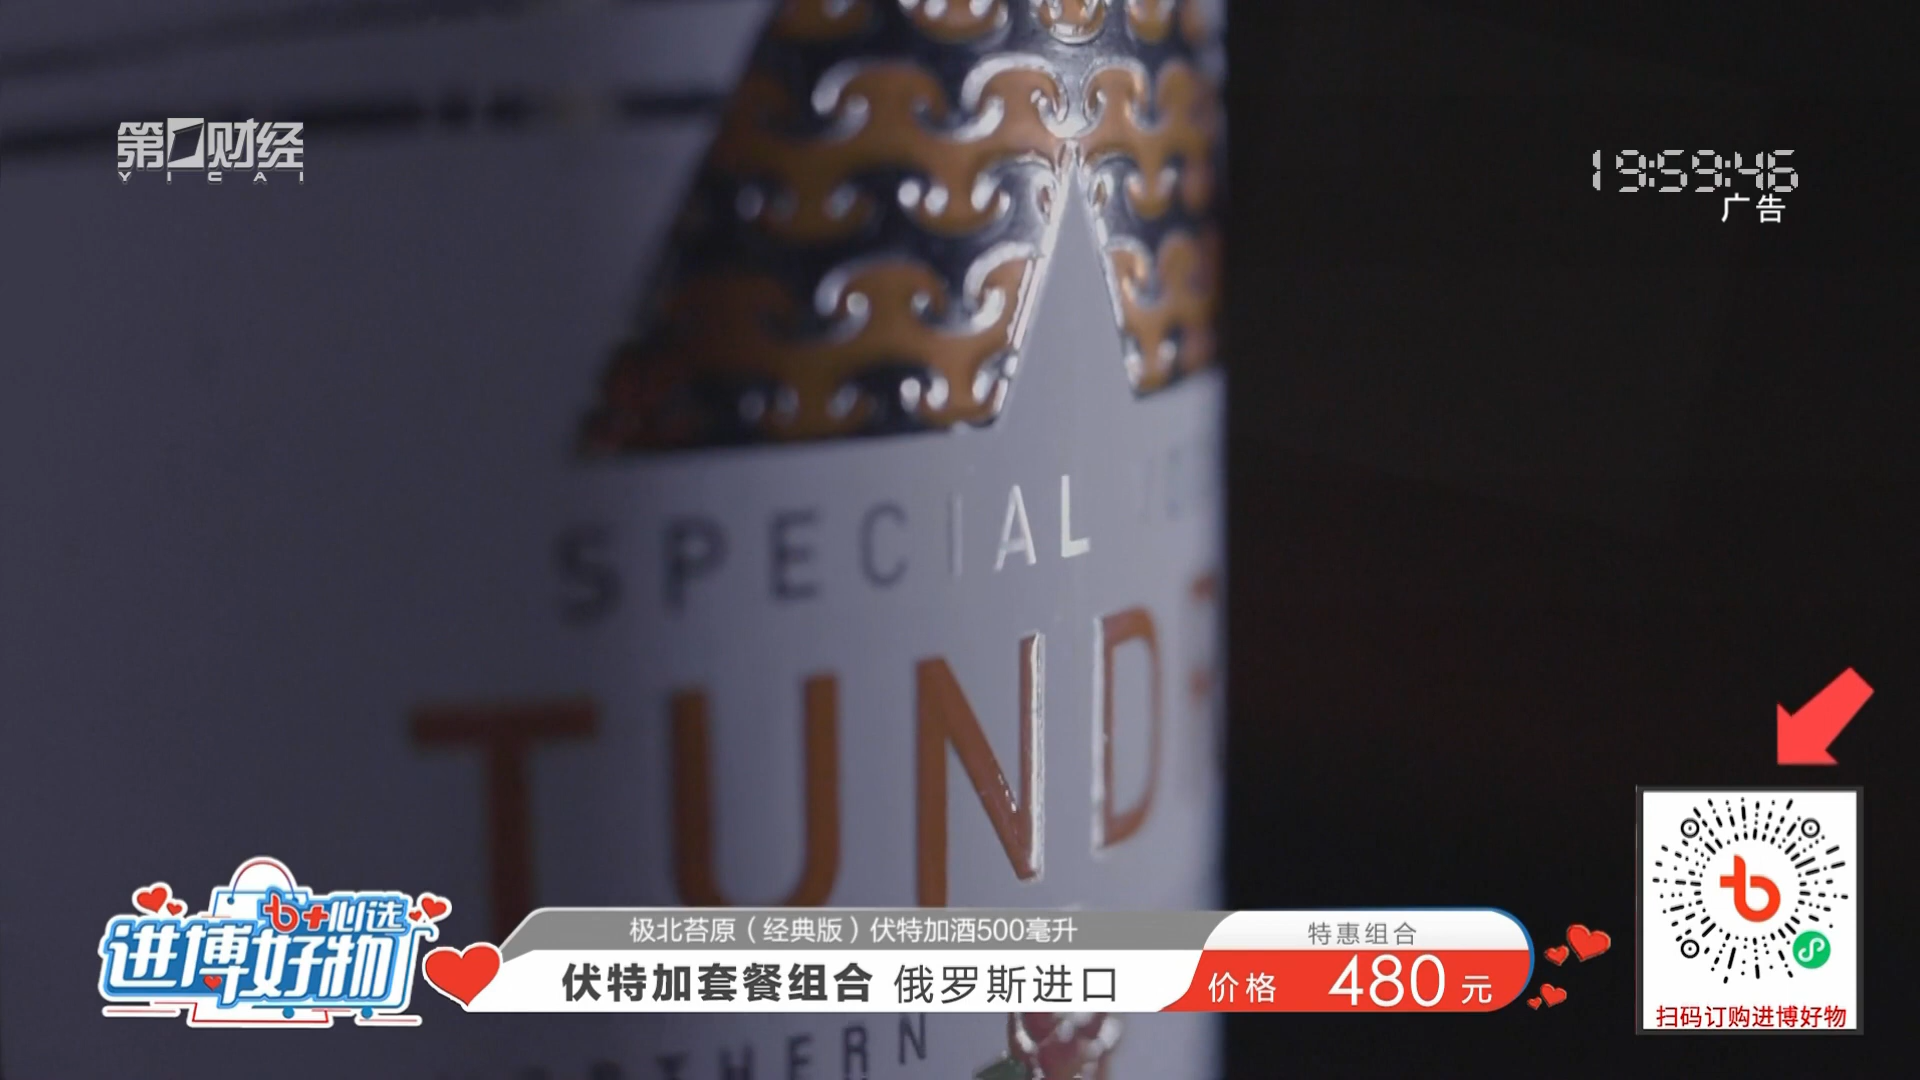 第一财经
YICAI
19:59:46
广告
SPECIAL
TUND
NORTHERN
b+心选
进博好物
极北苔原（经典版）伏特加酒500毫升
伏特加套餐组合 俄罗斯进口
特惠组合
价格 480 元
扫码订购进博好物